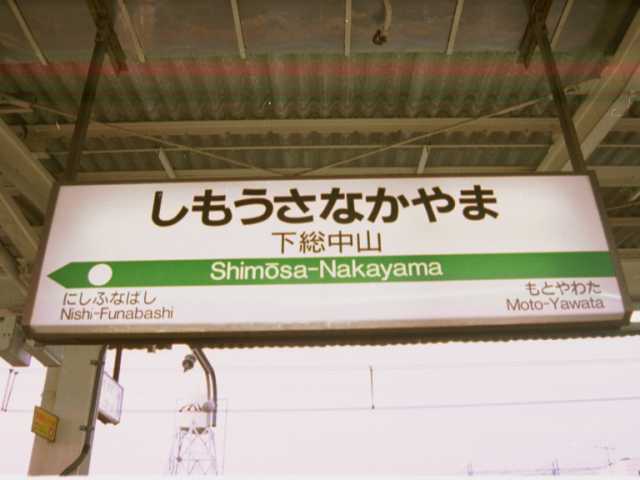 しもうさなかやま
下総中山
Shimōsa-Nakayama
にしふなばし
Nishi-Funabashi
もとやわた
Moto-Yawata